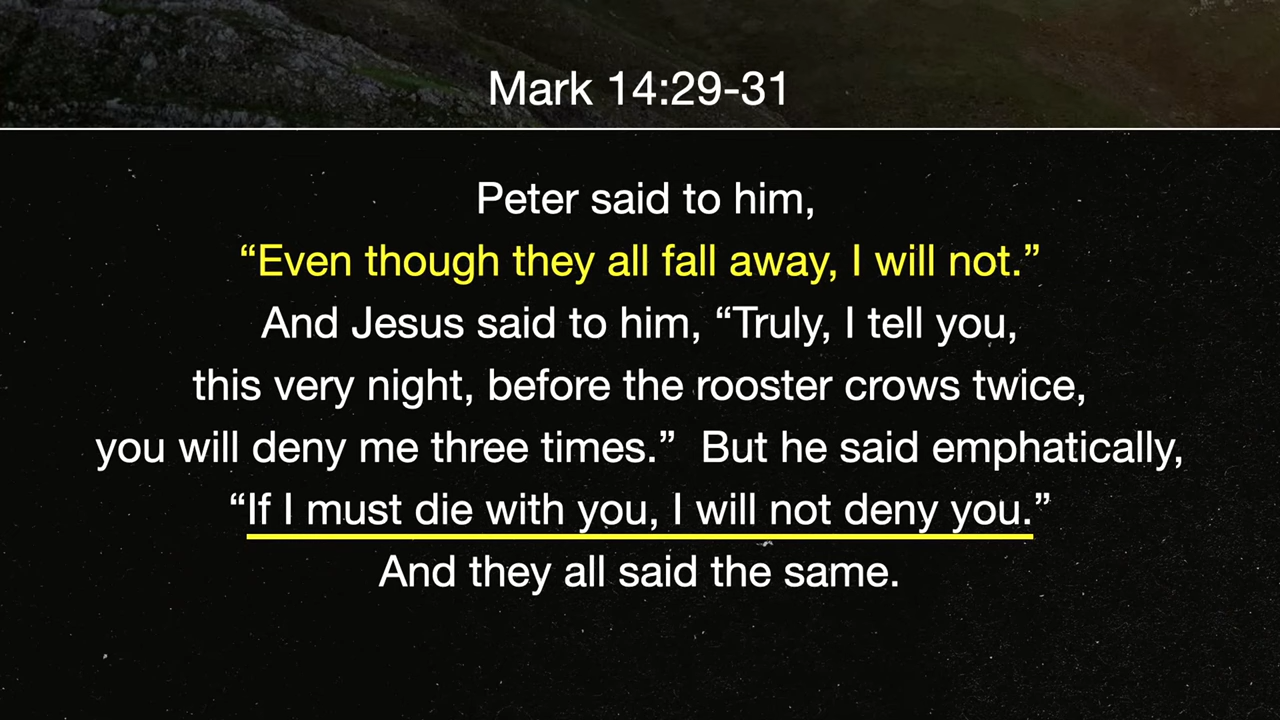 Mark 14:29-31
Peter said to him,
“Even though they all fall away, I will not.”
And Jesus said to him, “Truly, I tell you,
this very night, before the rooster crows twice,
you will deny me three times.”  But he said emphatically,
“If I must die with you, I will not deny you.”
And they all said the same.